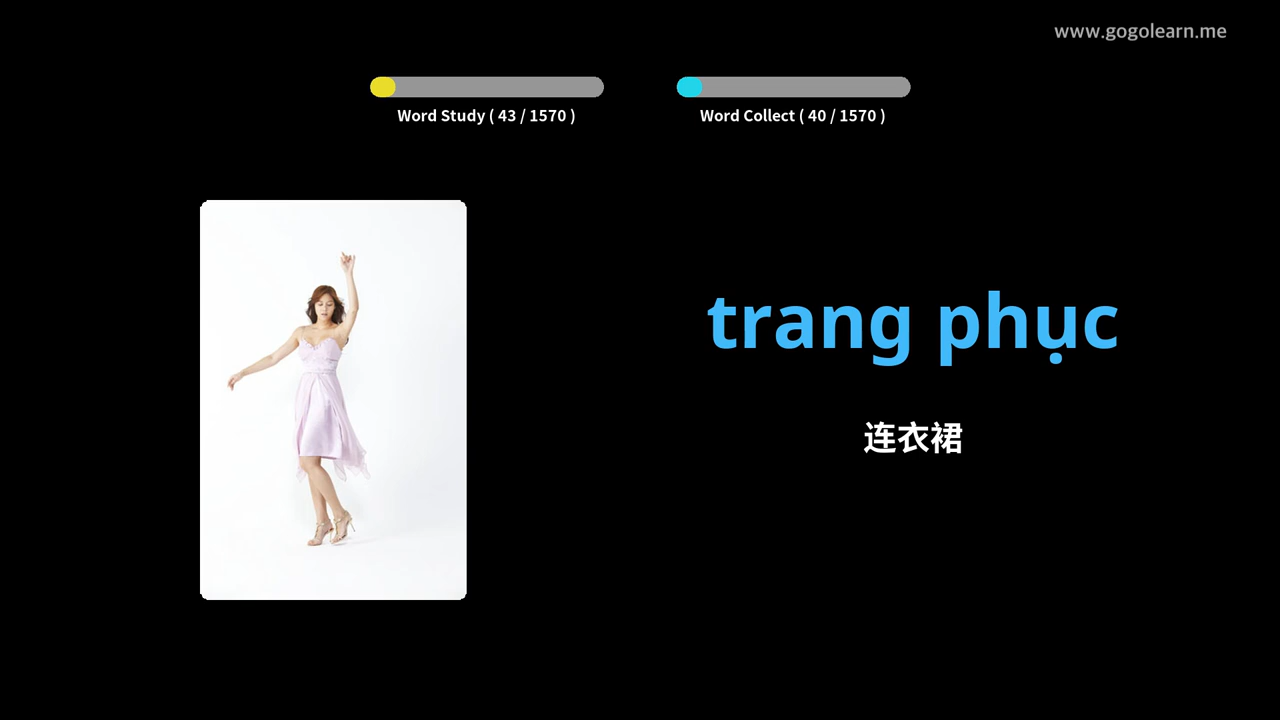 www.gogolearn.me
Word Study ( 43 / 1570 )
Word Collect ( 40 / 1570 )
trang phục
连衣裙